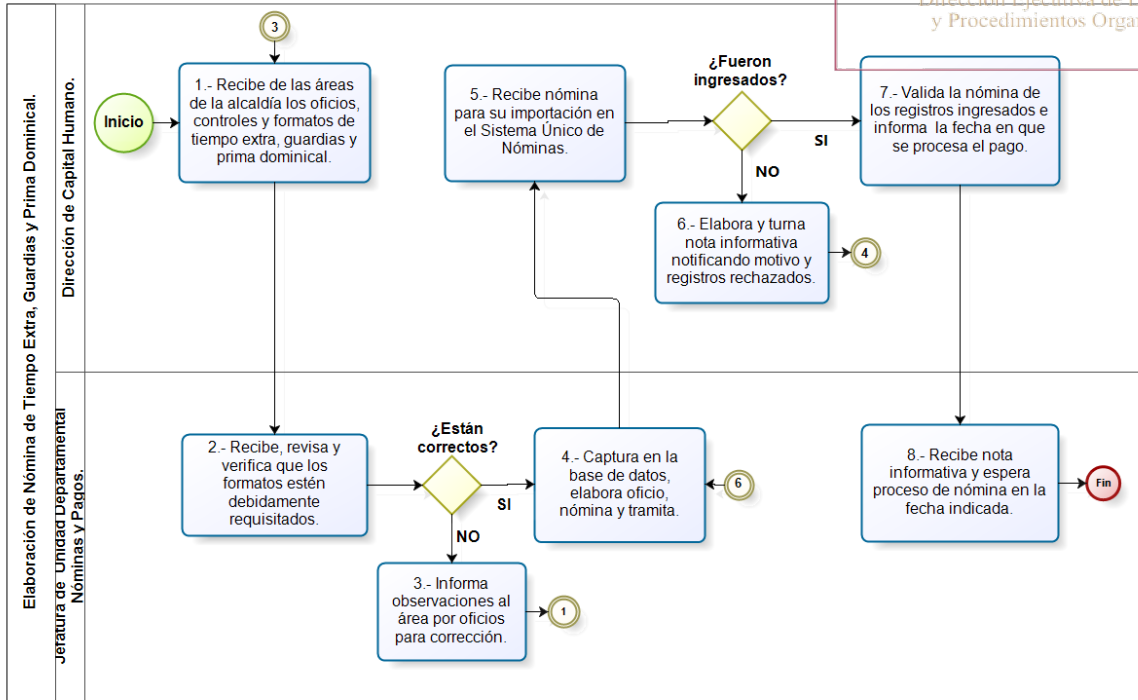 Dirección Ejecutiva de
y Procedimientos
Elaboración de Nómina de Tiempo Extra, Guardias y Prima Dominical.
Dirección de Capital Humano.
3
Inicio
1.- Recibe de las áreas
de la alcaldía los oficios,
controles y formatos de
tiempo extra, guardias y
prima dominical.
5.- Recibe nómina
para su importación en
el Sistema Único de
Nóminas.
¿Fueron
ingresados?
SI
NO
7.- Valida la nómina de
los registros ingresados e
informa la fecha en que
se procesa el pago.
6.- Elabora y turna
nota informativa
notificando motivo y
registros rechazados.
4
Jefatura de Unidad Departamental
Nóminas y Pagos.
2.- Recibe, revisa y
verifica que los
formatos estén
debidamente
requisitados.
¿Están
correctos?
SI
NO
4.- Captura en la
base de datos,
elabora oficio,
nómina y tramita.
6
8.- Recibe nota
informativa y espera
proceso de nómina en la
fecha indicada.
Fin
3.- Informa
observaciones al
área por oficios
para corrección.
1